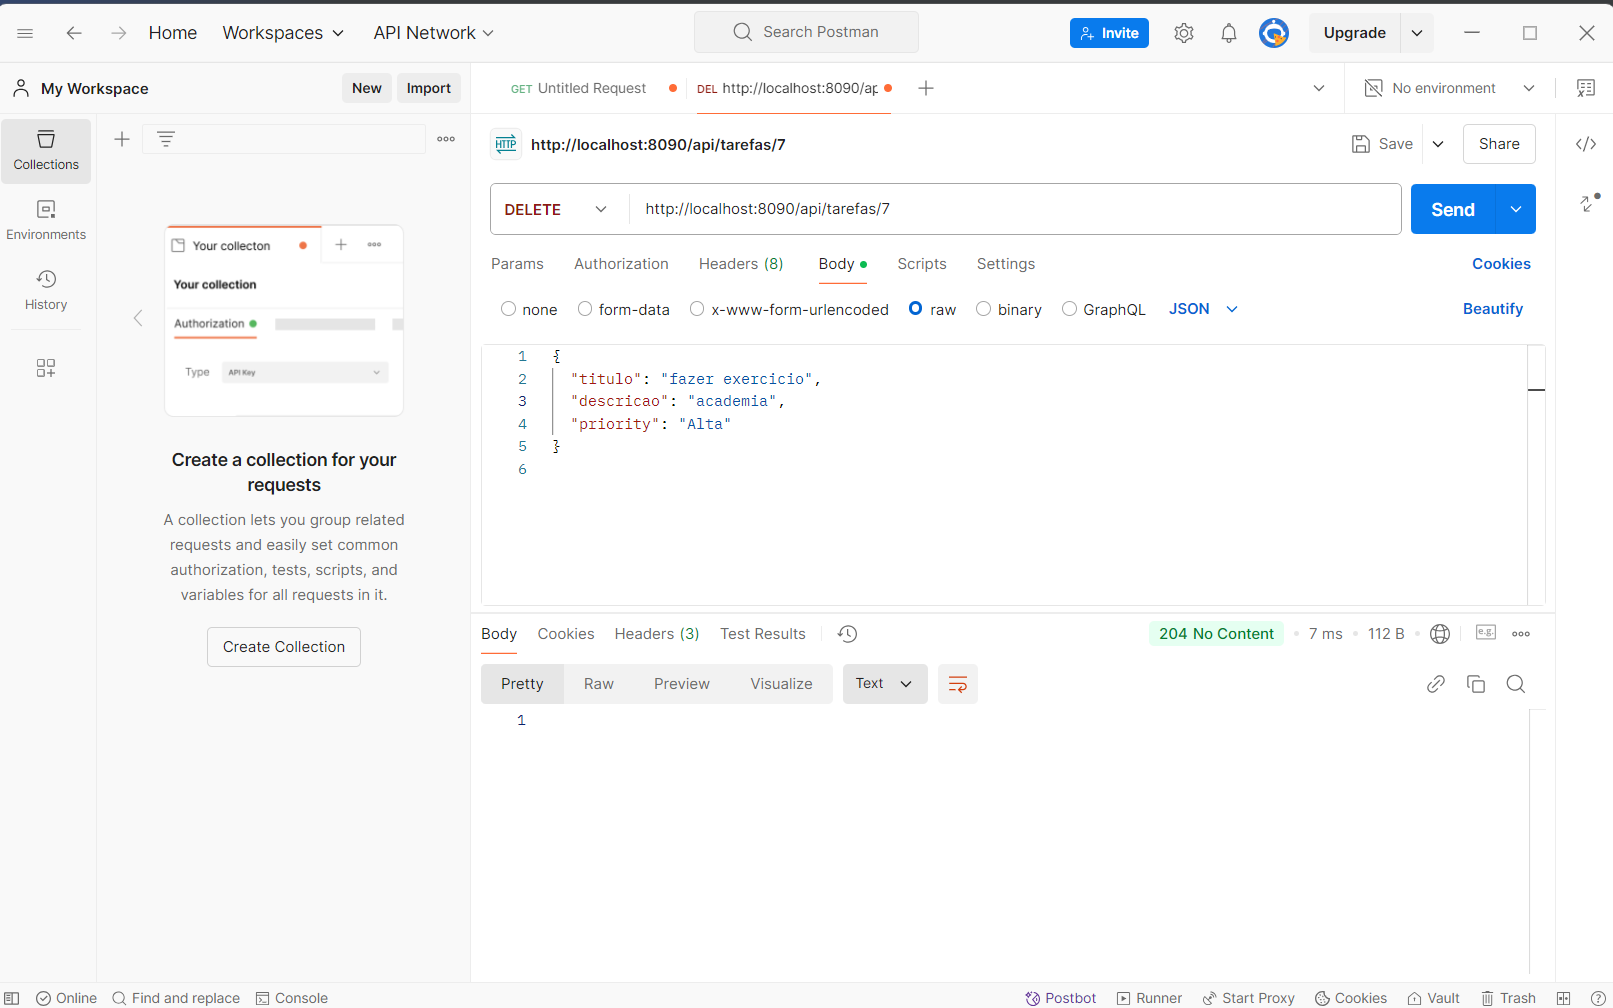 Home
Workspaces
API Network
Search Postman
Invite
Upgrade
My Workspace
New
Import
GET Untitled Request
DEL http://localhost:8090/ap
No environment
Collections
Environments
History
Your collecton
Your collection
Authorization
Type
API Key
Create a collection for your
requests
A collection lets you group related
requests and easily set common
authorization, tests, scripts, and
variables for all requests in it.
Create Collection
HTTP
http://localhost:8090/api/tarefas/7
Save
Share
DELETE
http://localhost:8090/api/tarefas/7
Send
Params
Authorization
Headers (8)
Body
Scripts
Settings
Cookies
none
form-data
x-www-form-urlencoded
raw
binary
GraphQL
JSON
Beautify
1 {
2 "titulo": "fazer exercicio",
3 "descricao": "academia",
4 "priority": "Alta"
5 }
6
Body
Cookies
Headers (3)
Test Results
204 No Content
7 ms
112 B
e.g.
Pretty
Raw
Preview
Visualize
Text
1
Online
Find and replace
Console
Postbot
Runner
Start Proxy
Cookies
Vault
Trash